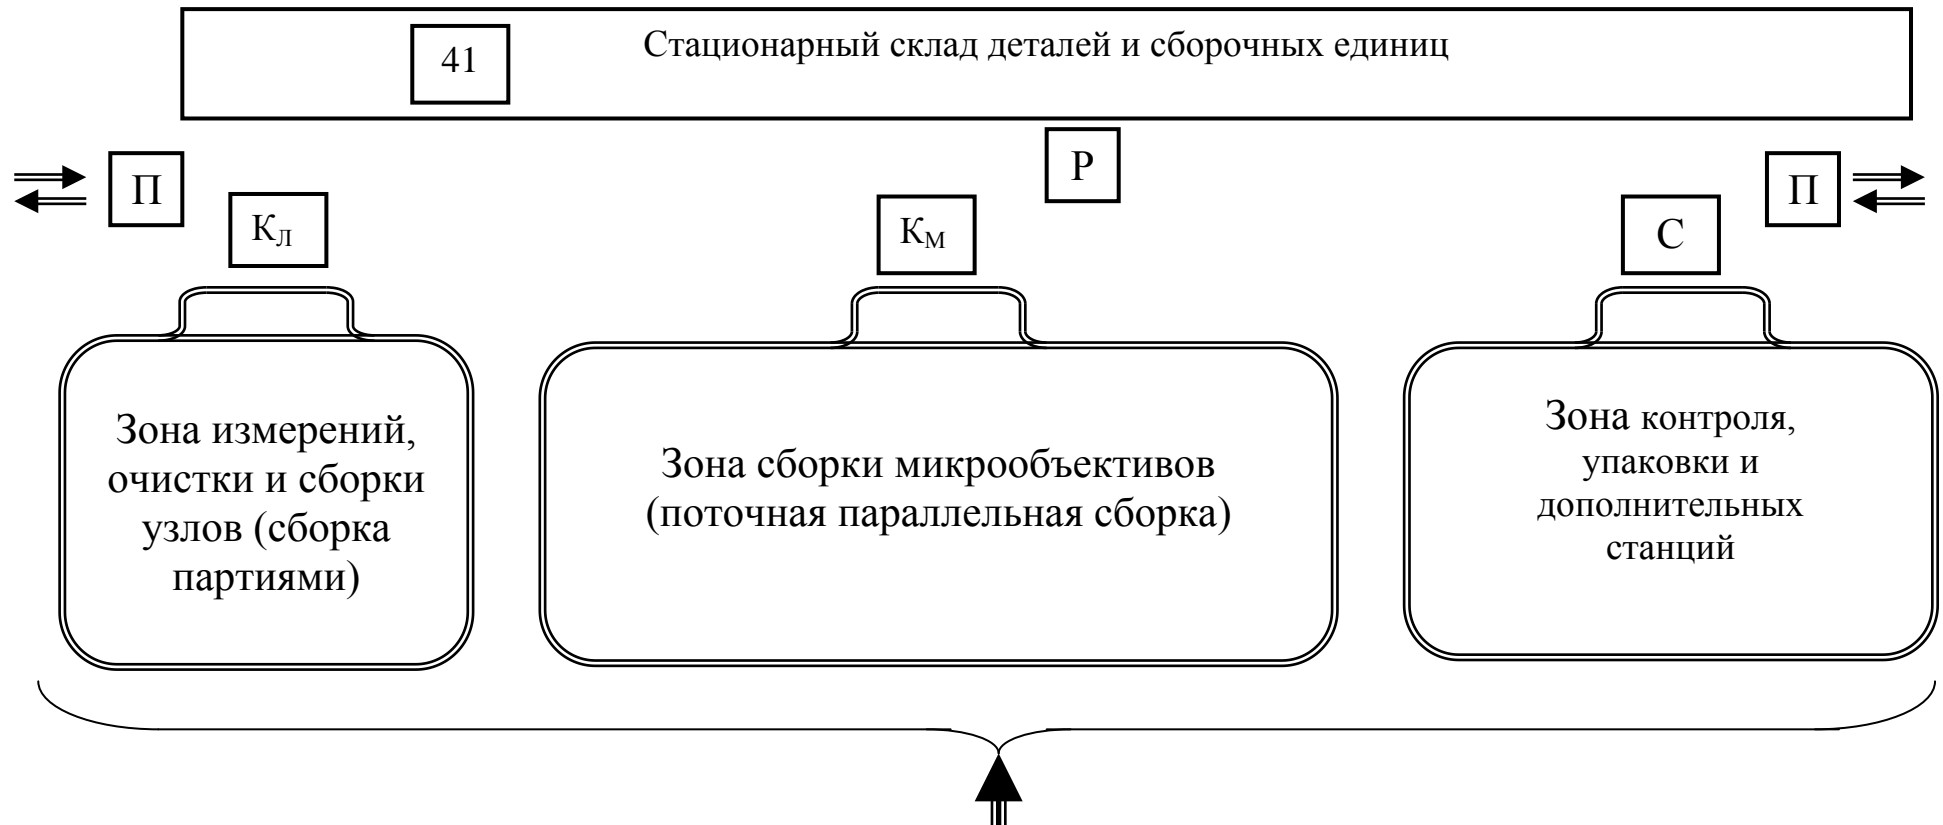 41
Стационарный склад деталей и сборочных единиц
П
Р
П
КЛ
КМ
С
Зона измерений,
очистки и сборки
узлов (сборка
партиями)
Зона сборки микрообъективов
(поточная параллельная сборка)
Зона контроля,
упаковки и
дополнительных
станций